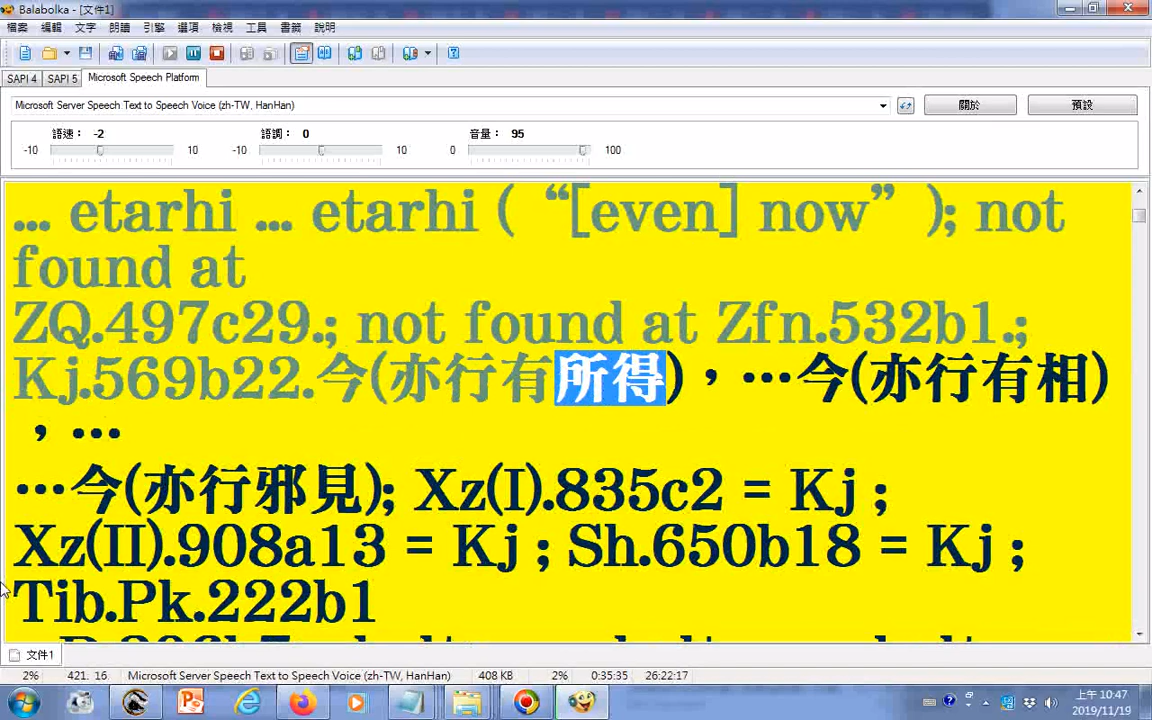 Balabolka - [文件1]
檔案 編輯 文字 朗讀 引擎 選項 檢視 工具 書籤 說明
SAPI 4 SAPI 5 Microsoft Speech Platform
Microsoft Server Speech Text to Speech Voice (zh-TW, HanHan) 關於 預設
語速： -2 語調： 0 音量： 95
-10 10 -10 10 0 100
... etarhi ... etarhi (“[even] now”); not
found at
ZQ.497c29.; not found at Zfn.532b1.;
Kj.569b22.今(亦行有所得)，…今(亦行有相)
，…
…今(亦行邪見); Xz(I).835c2 = Kj ;
Xz(II).908a13 = Kj ; Sh.650b18 = Kj ;
Tib.Pk.222b1
文件1
2% 421. 16 Microsoft Server Speech Text to Speech Voice (zh-TW, HanHan) 408 KB 2% 0:35:35 26:22:17
上午 10:47
2019/11/19